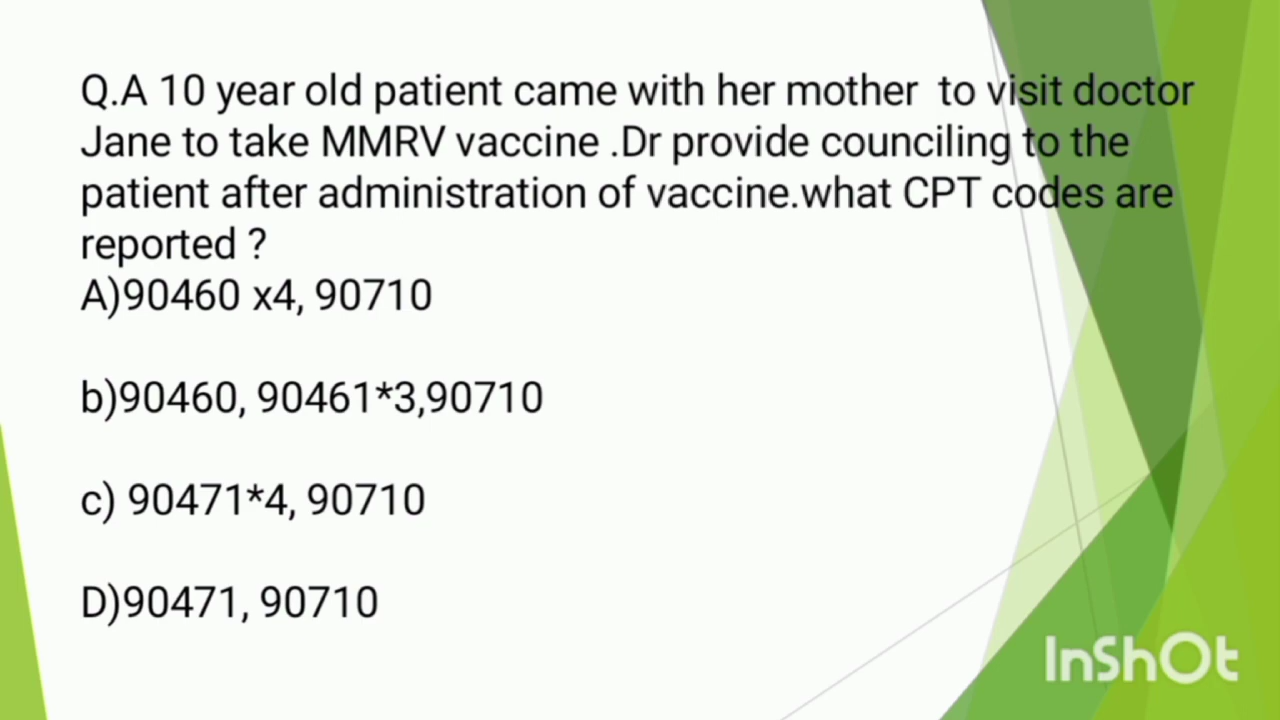 Q.A 10 year old patient came with her mother  to visit doctor
Jane to take MMRV vaccine .Dr provide counciling to the
patient after administration of vaccine.what CPT codes are
reported ?
A)90460 x4, 90710
b)90460, 90461*3,90710
c) 90471*4, 90710
D)90471, 90710
InShOt